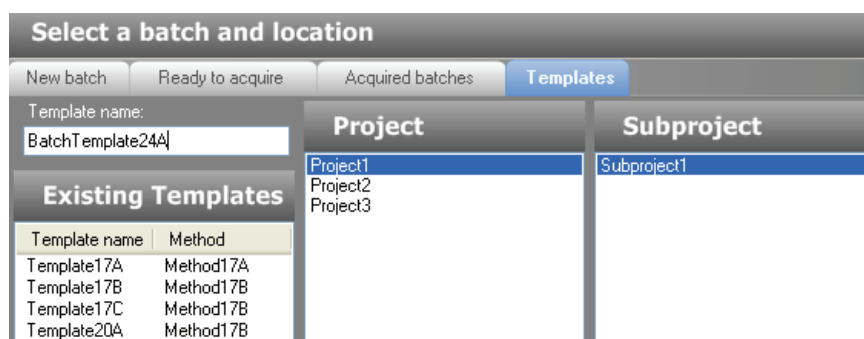 Select a batch and location
New batch Ready to acquire Acquired batches Templates
Template name:
BatchTemplate24A
Existing Templates
Template name Method
Template17A Method17A
Template17B Method17B
Template17C Method17B
Template20A Method17B
Project
Project1
Project2
Project3
Subproject
Subproject1